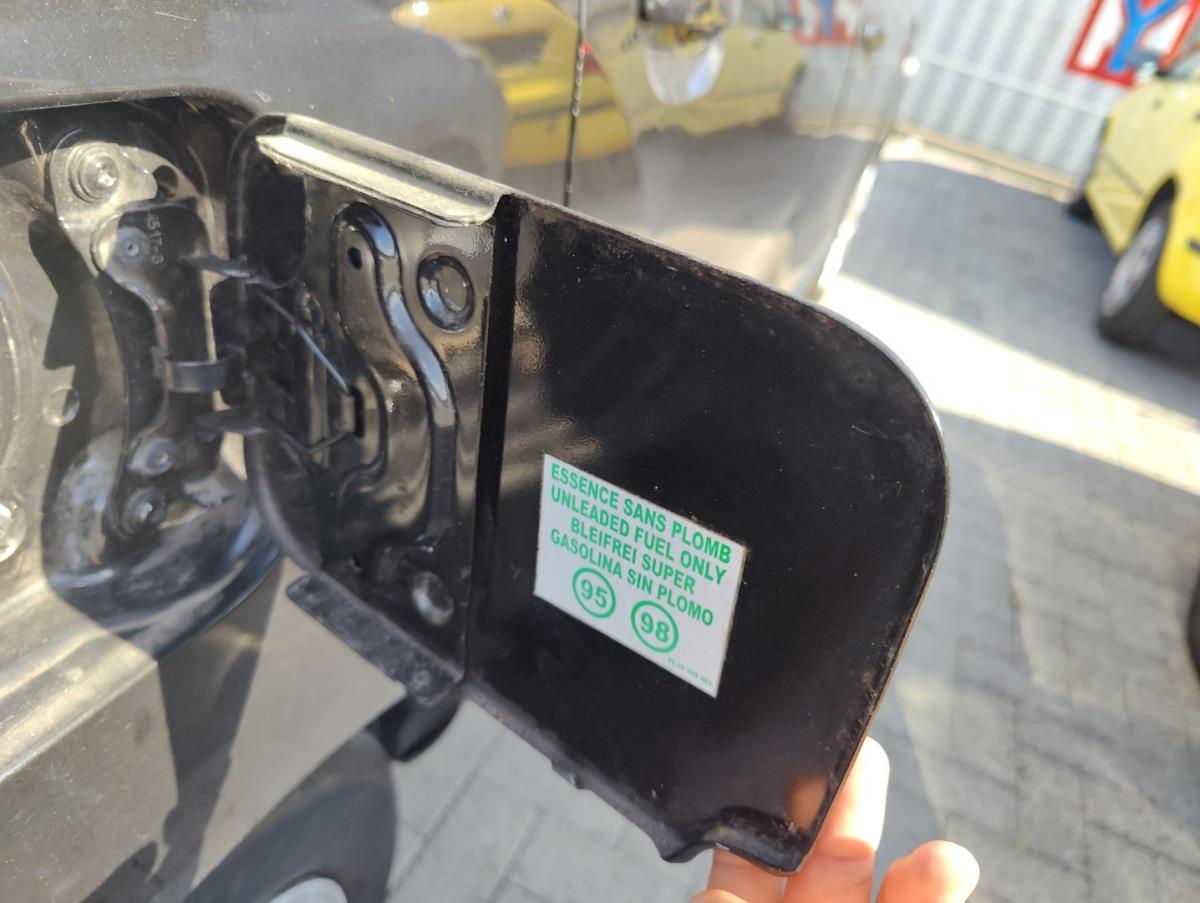 ESSENCE SANS PLOMB
UNLEADED FUEL ONLY
BLEIFREI SUPER
GASOLINA SIN PLOMO
95 98